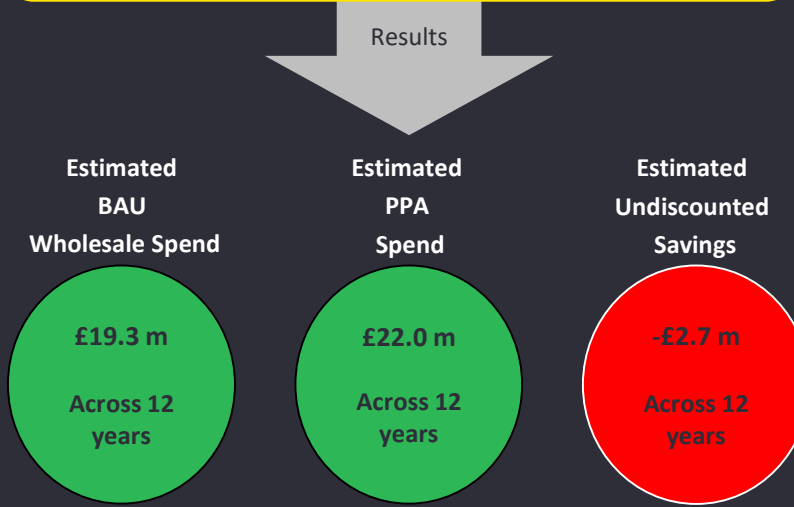 Results
Estimated
BAU
Wholesale Spend
£19.3 m
Across 12
years
Estimated
PPA
Spend
£22.0 m
Across 12
years
Estimated
Undiscounted
Savings
-£2.7 m
Across 12
years